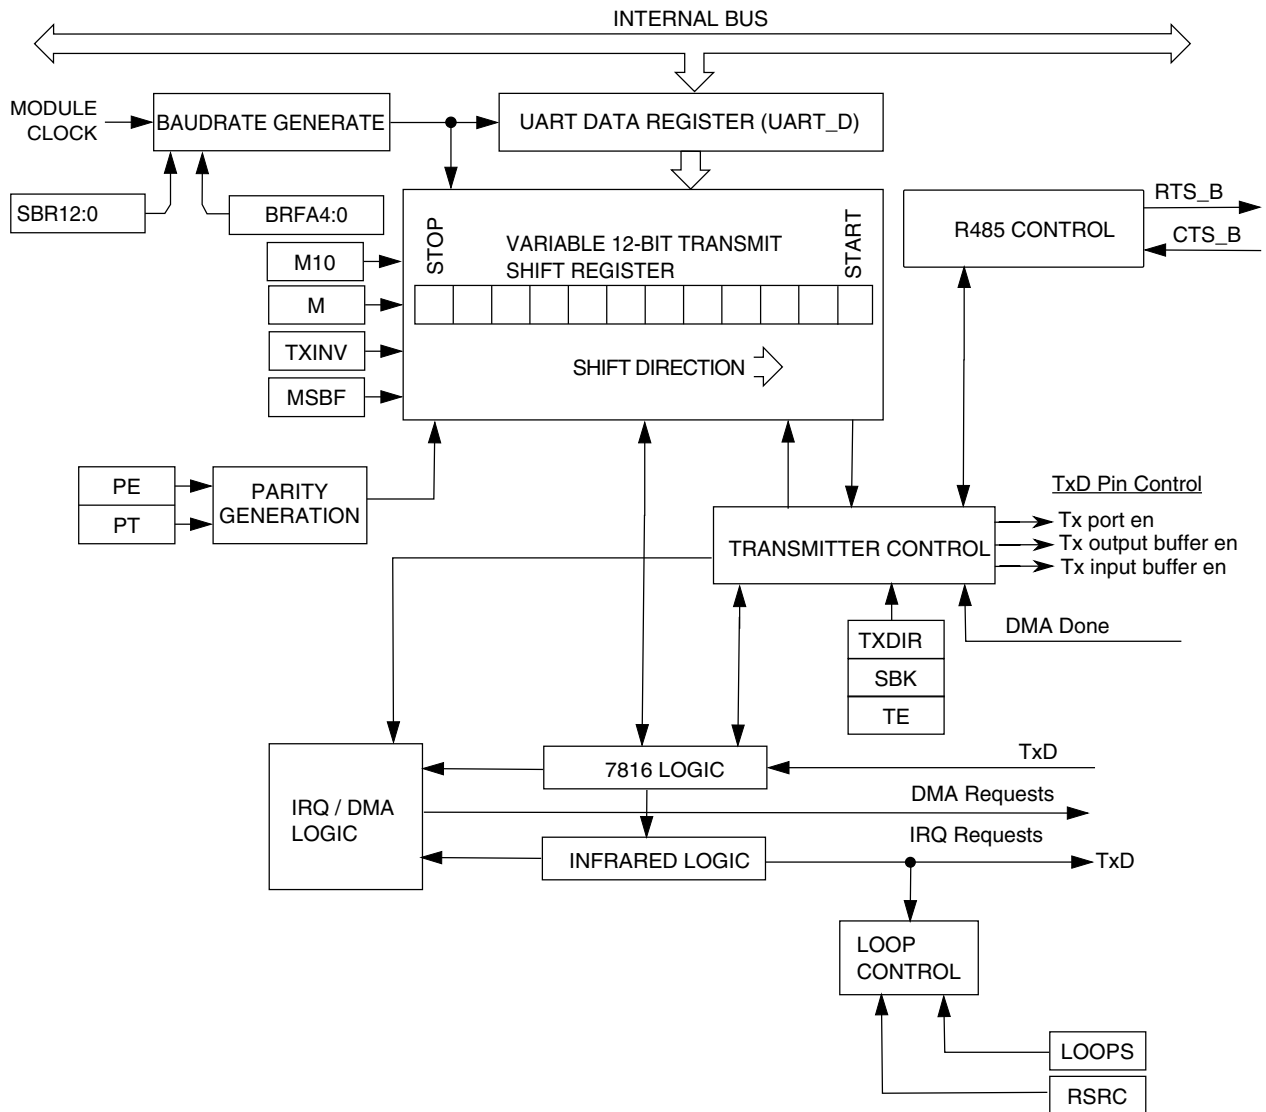 INTERNAL BUS
MODULE
CLOCK
BAUDRATE GENERATE
UART DATA REGISTER (UART_D)
SBR12:0
BRFA4:0
RTS_B
R485 CONTROL
CTS_B
STOP
VARIABLE 12-BIT TRANSMIT
SHIFT REGISTER
START
M10
M
TXINV
SHIFT DIRECTION
MSBF
PE
PT
PARITY
GENERATION
TxD Pin Control
Tx port en
Tx output buffer en
Tx input buffer en
TRANSMITTER CONTROL
DMA Done
TXDIR
SBK
TE
TxD
7816 LOGIC
DMA Requests
IRQ / DMA
LOGIC
IRQ Requests
INFRARED LOGIC
TxD
LOOP
CONTROL
LOOPS
RSRC